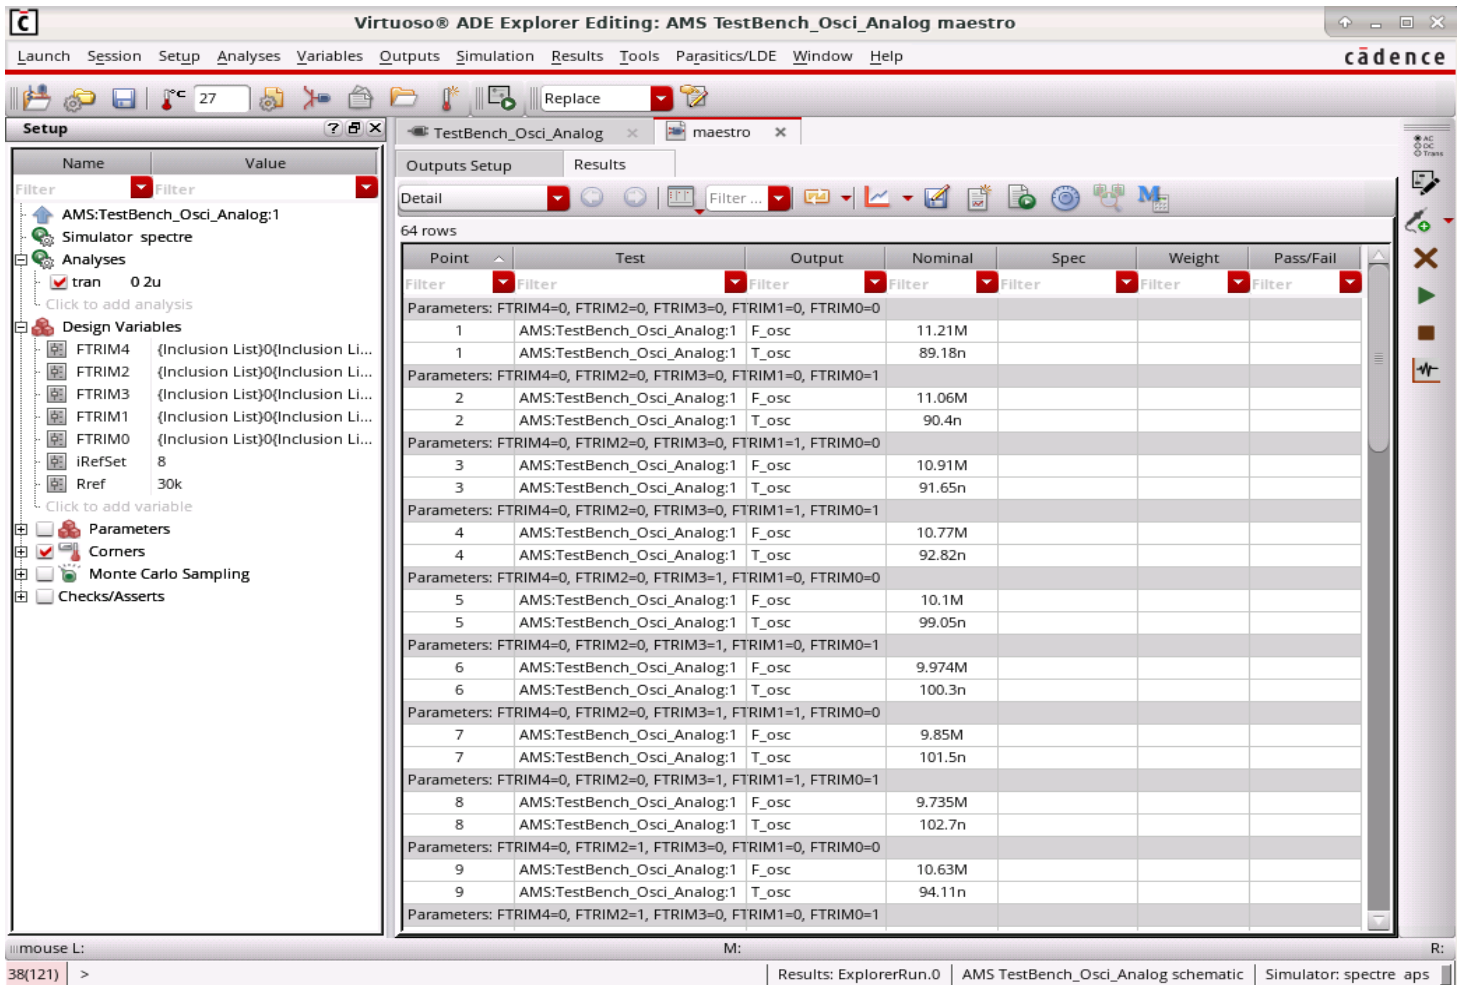 Virtuoso® ADE Explorer Editing: AMS TestBench_Osci_Analog maestro
Launch Session Setup Analyses Variables Outputs Simulation Results Tools Parasitics/LDE Window Help
cādence
°C 27 Replace
Setup
Name Value
Filter Filter
AMS:TestBench_Osci_Analog:1
Simulator spectre
Analyses
tran 0 2u
Click to add analysis
Design Variables
FTRIM4 {Inclusion List}0{Inclusion Li...
FTRIM2 {Inclusion List}0{Inclusion Li...
FTRIM3 {Inclusion List}0{Inclusion Li...
FTRIM1 {Inclusion List}0{Inclusion Li...
FTRIM0 {Inclusion List}0{Inclusion Li...
iRefSet 8
Rref 30k
Click to add variable
Parameters
Corners
Monte Carlo Sampling
Checks/Asserts
TestBench_Osci_Analog maestro
Outputs Setup Results
Detail Filter ...
64 rows
Point Test Output Nominal Spec Weight Pass/Fail
Filter Filter Filter Filter Filter Filter Filter
Parameters: FTRIM4=0, FTRIM2=0, FTRIM3=0, FTRIM1=0, FTRIM0=0
1 AMS:TestBench_Osci_Analog:1 F_osc 11.21M
1 AMS:TestBench_Osci_Analog:1 T_osc 89.18n
Parameters: FTRIM4=0, FTRIM2=0, FTRIM3=0, FTRIM1=0, FTRIM0=1
2 AMS:TestBench_Osci_Analog:1 F_osc 11.06M
2 AMS:TestBench_Osci_Analog:1 T_osc 90.4n
Parameters: FTRIM4=0, FTRIM2=0, FTRIM3=0, FTRIM1=1, FTRIM0=0
3 AMS:TestBench_Osci_Analog:1 F_osc 10.91M
3 AMS:TestBench_Osci_Analog:1 T_osc 91.65n
Parameters: FTRIM4=0, FTRIM2=0, FTRIM3=0, FTRIM1=1, FTRIM0=1
4 AMS:TestBench_Osci_Analog:1 F_osc 10.77M
4 AMS:TestBench_Osci_Analog:1 T_osc 92.82n
Parameters: FTRIM4=0, FTRIM2=0, FTRIM3=1, FTRIM1=0, FTRIM0=0
5 AMS:TestBench_Osci_Analog:1 F_osc 10.1M
5 AMS:TestBench_Osci_Analog:1 T_osc 99.05n
Parameters: FTRIM4=0, FTRIM2=0, FTRIM3=1, FTRIM1=0, FTRIM0=1
6 AMS:TestBench_Osci_Analog:1 F_osc 9.974M
6 AMS:TestBench_Osci_Analog:1 T_osc 100.3n
Parameters: FTRIM4=0, FTRIM2=0, FTRIM3=1, FTRIM1=1, FTRIM0=0
7 AMS:TestBench_Osci_Analog:1 F_osc 9.85M
7 AMS:TestBench_Osci_Analog:1 T_osc 101.5n
Parameters: FTRIM4=0, FTRIM2=0, FTRIM3=1, FTRIM1=1, FTRIM0=1
8 AMS:TestBench_Osci_Analog:1 F_osc 9.735M
8 AMS:TestBench_Osci_Analog:1 T_osc 102.7n
Parameters: FTRIM4=0, FTRIM2=1, FTRIM3=0, FTRIM1=0, FTRIM0=0
9 AMS:TestBench_Osci_Analog:1 F_osc 10.63M
9 AMS:TestBench_Osci_Analog:1 T_osc 94.11n
Parameters: FTRIM4=0, FTRIM2=1, FTRIM3=0, FTRIM1=0, FTRIM0=1
AC
DC
Trans
mouse L: M: R:
38(121) > Results: ExplorerRun.0 AMS TestBench_Osci_Analog schematic Simulator: spectre aps